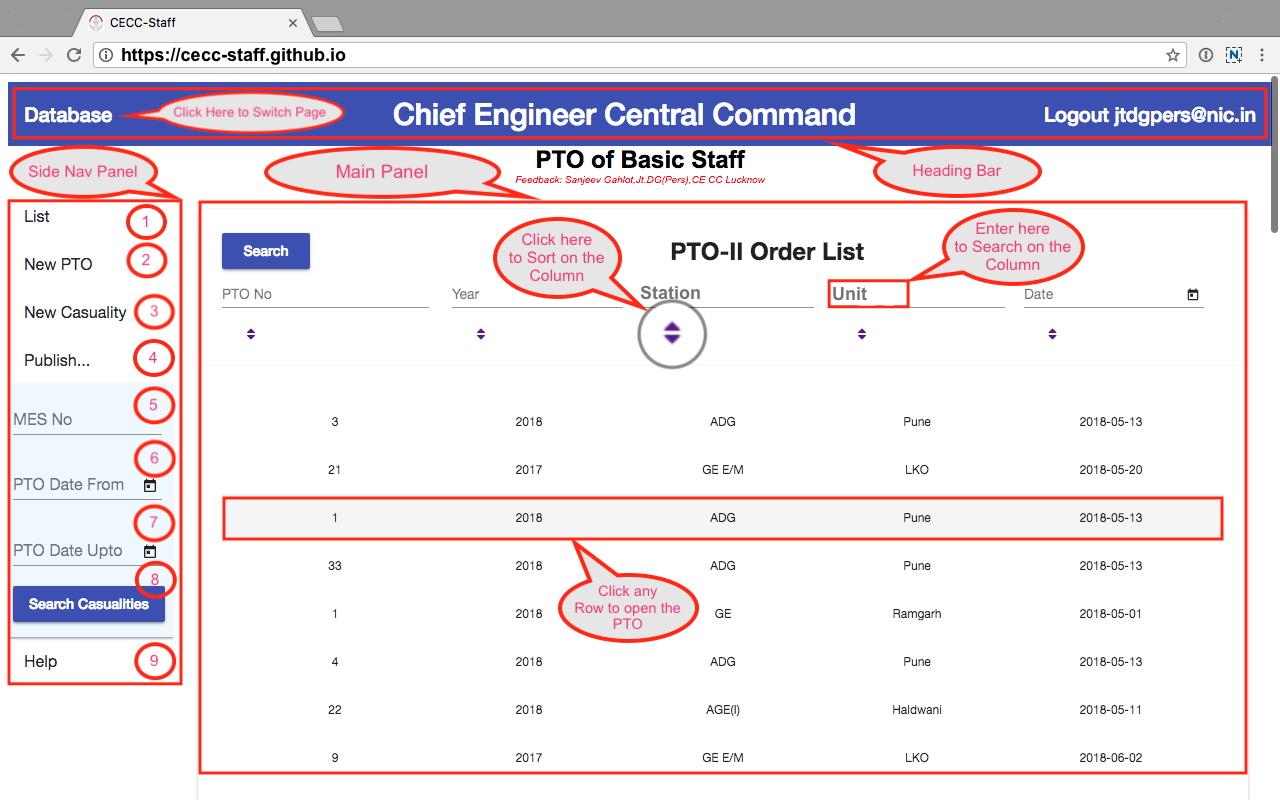 CECC-Staff
https://cecc-staff.github.io
Database
Click Here to Switch Page
Chief Engineer Central Command
Logout jtdgpers@nic.in
Side Nav Panel
Main Panel
PTO of Basic Staff
Feedback: Sanjeev Gahlot,Jt.DG(Pers),CE CC Lucknow
Heading Bar
List
1
New PTO
2
New Casuality
3
Publish...
4
MES No
5
PTO Date From
6
PTO Date Upto
7
Search Casualities
8
Help
9
Search
PTO-II Order List
Click here
to Sort on the
Column
Enter here
to Search on the
Column
PTO No Year Station Unit Date
3 2018 ADG Pune 2018-05-13
21 2017 GE E/M LKO 2018-05-20
1 2018 ADG Pune 2018-05-13
33 2018 ADG Pune 2018-05-13
Click any
Row to open the
PTO
1 2018 GE Ramgarh 2018-05-01
4 2018 ADG Pune 2018-05-13
22 2018 AGE(I) Haldwani 2018-05-11
9 2017 GE E/M LKO 2018-06-02